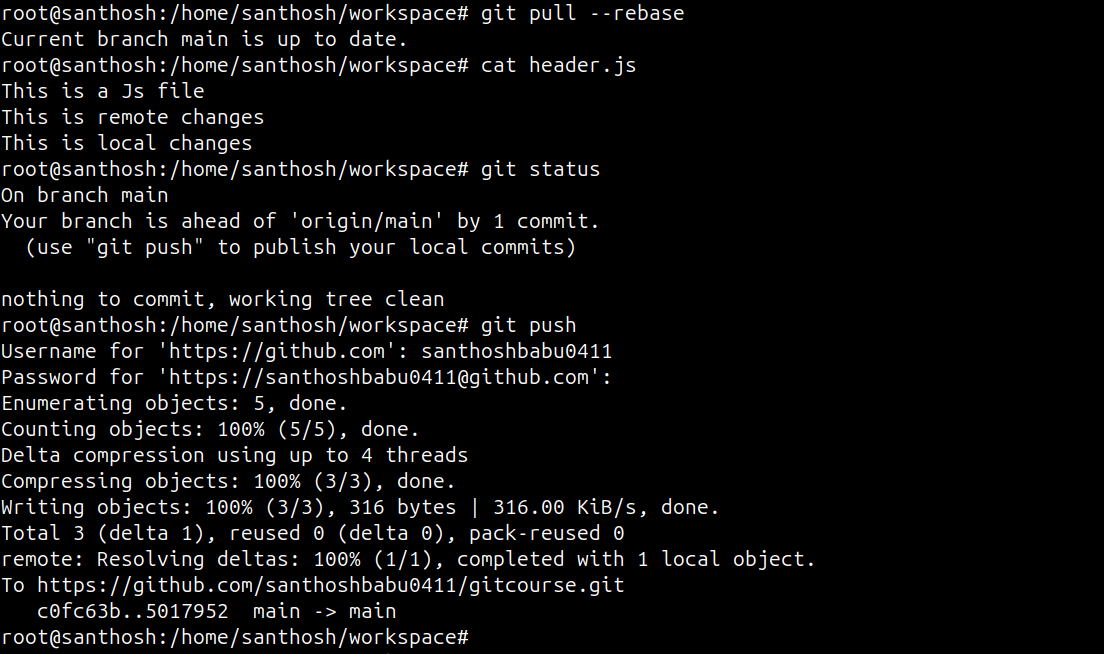 root@santhosh:/home/santhosh/workspace# git pull --rebase
Current branch main is up to date.
root@santhosh:/home/santhosh/workspace# cat header.js
This is a Js file
This is remote changes
This is local changes
root@santhosh:/home/santhosh/workspace# git status
On branch main
Your branch is ahead of 'origin/main' by 1 commit.
  (use "git push" to publish your local commits)

nothing to commit, working tree clean
root@santhosh:/home/santhosh/workspace# git push
Username for 'https://github.com': santhoshbabu0411
Password for 'https://santhoshbabu0411@github.com':
Enumerating objects: 5, done.
Counting objects: 100% (5/5), done.
Delta compression using up to 4 threads
Compressing objects: 100% (3/3), done.
Writing objects: 100% (3/3), 316 bytes | 316.00 KiB/s, done.
Total 3 (delta 1), reused 0 (delta 0), pack-reused 0
remote: Resolving deltas: 100% (1/1), completed with 1 local object.
To https://github.com/santhoshbabu0411/gitcourse.git
   c0fc63b..5017952  main -> main
root@santhosh:/home/santhosh/workspace#